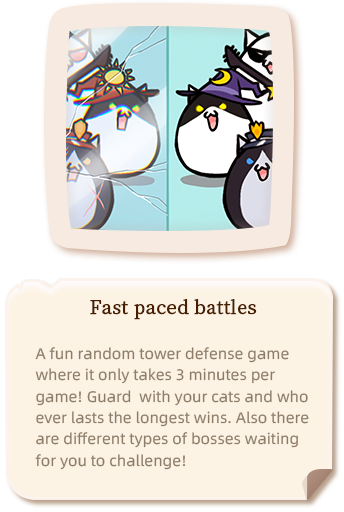 Fast paced battles
A fun random tower defense game
where it only takes 3 minutes per
game! Guard  with your cats and who
ever lasts the longest wins. Also there
are different types of bosses waiting
for you to challenge!